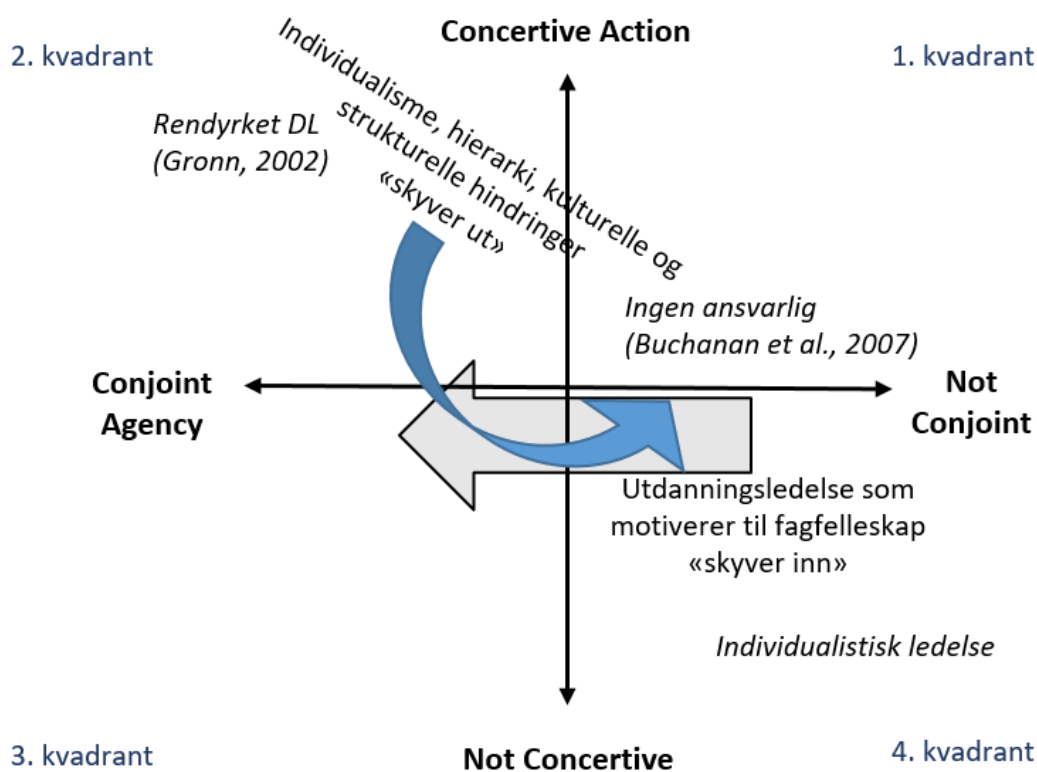 Concertive Action
2. kvadrant
1. kvadrant
Individualisme, hierarki, kulturelle og
strukturelle hindringer
«skyver ut»
Rendyrket DL
(Gronn, 2002)
Ingen ansvarlig
(Buchanan et al., 2007)
Conjoint
Agency
Not
Conjoint
Utdanningsledelse som
motiverer til fagfelleskap
«skyver inn»
Individualistisk ledelse
3. kvadrant
Not Concertive
4. kvadrant